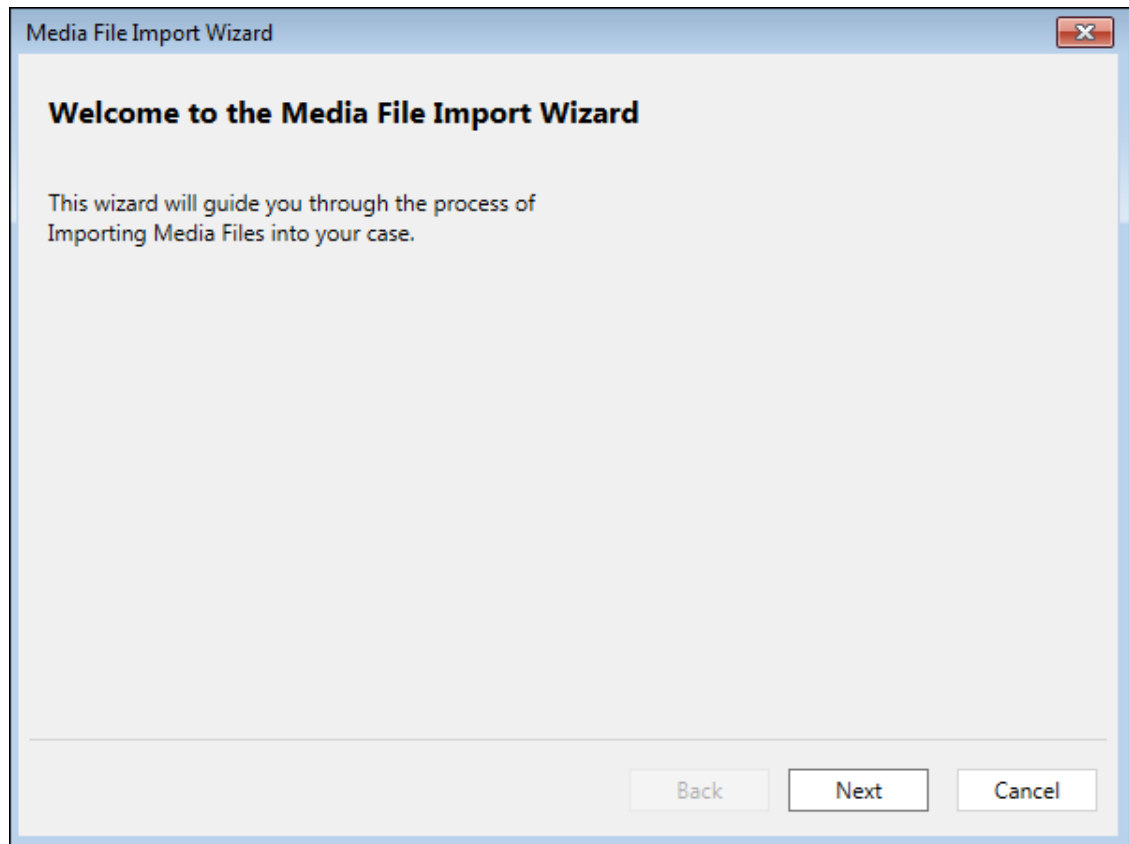 Media File Import Wizard
Welcome to the Media File Import Wizard
This wizard will guide you through the process of
Importing Media Files into your case.
Back
Next
Cancel